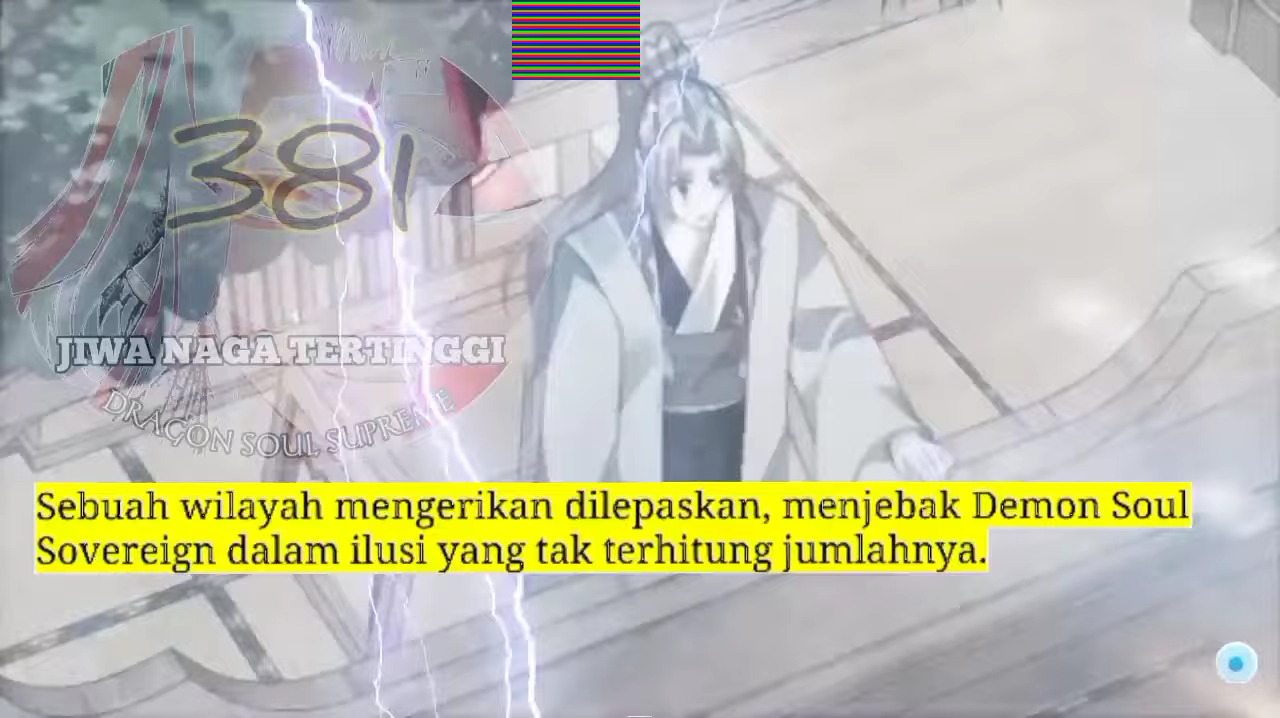 381
JIWA NAGA TERTINGGI
DRAGON SOUL SUPREME
Sebuah wilayah mengerikan dilepaskan, menjebak Demon Soul
Sovereign dalam ilusi yang tak terhitung jumlahnya.